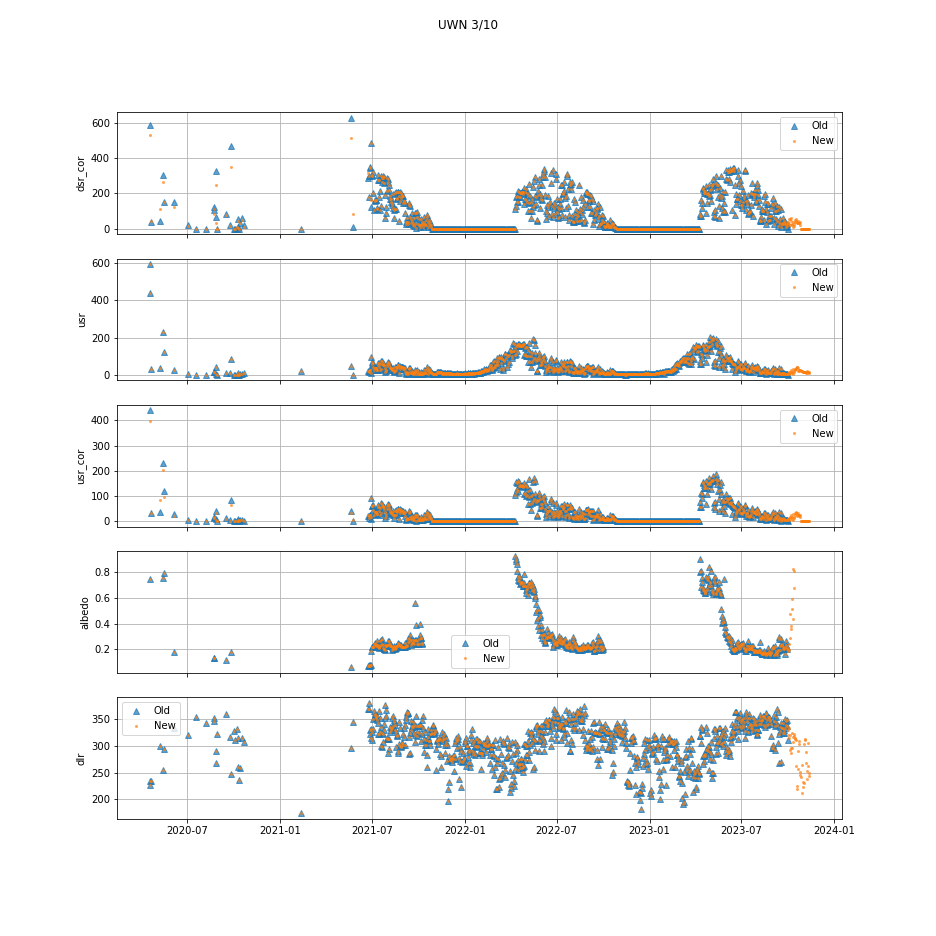 UWN 3/10
600
400
200
0
dsr_cor
Old
New
600
400
200
0
usr
Old
New
400
300
200
100
0
usr_cor
Old
New
0.8
0.6
0.4
0.2
albedo
Old
New
350
300
250
200
dlr
Old
New
2020-07
2021-01
2021-07
2022-01
2022-07
2023-01
2023-07
2024-01